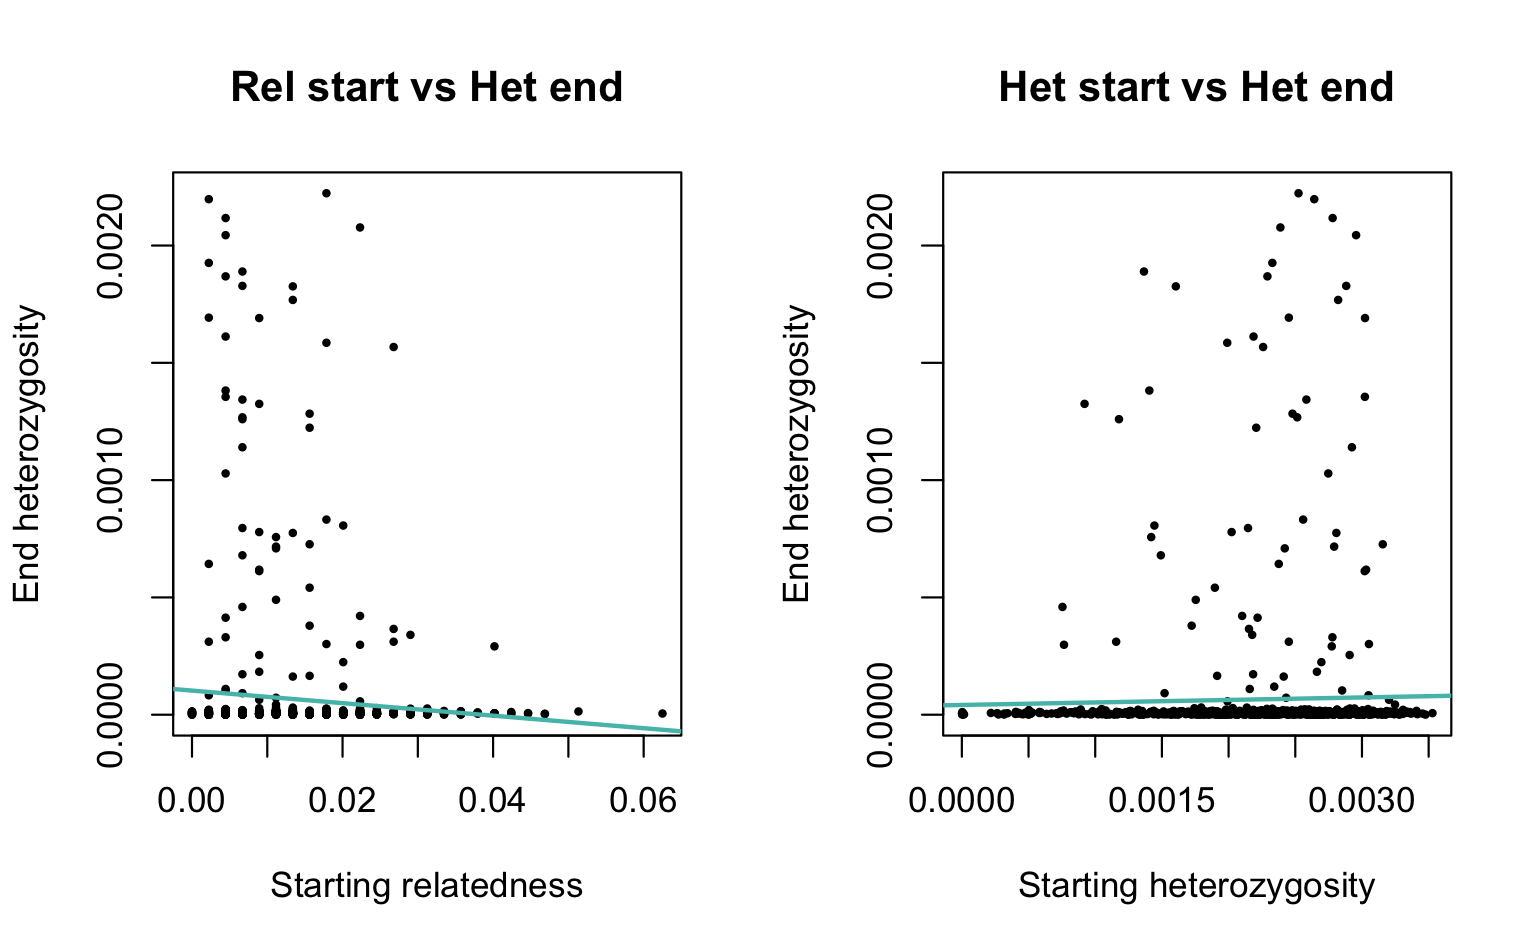 Rel start vs Het end
End heterozygosity
0.0020
0.0010
0.0000
0.00 0.02 0.04 0.06
Starting relatedness
Het start vs Het end
End heterozygosity
0.0020
0.0010
0.0000
0.0000 0.0015 0.0030
Starting heterozygosity